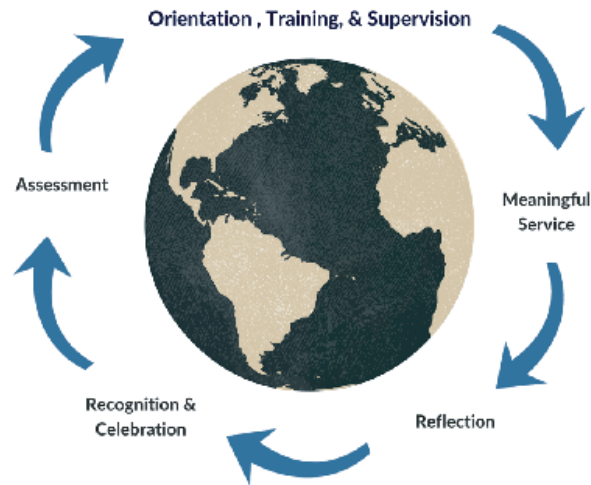 Orientation , Training, & Supervision
Meaningful
Service
Reflection
Recognition &
Celebration
Assessment